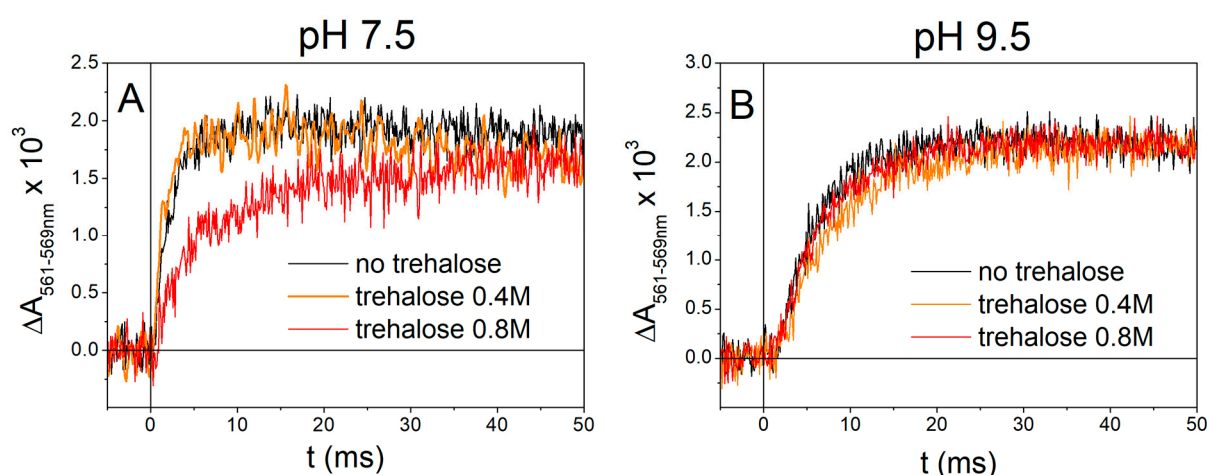 pH 7.5
A
ΔA561-569nm x 10³
2.5
2.0
1.5
1.0
0.5
0.0
no trehalose
trehalose 0.4M
trehalose 0.8M
0 10 20 30 40 50
t (ms)
pH 9.5
B
ΔA561-569nm x 10³
3.0
2.5
2.0
1.5
1.0
0.5
0.0
no trehalose
trehalose 0.4M
trehalose 0.8M
0 10 20 30 40 50
t (ms)